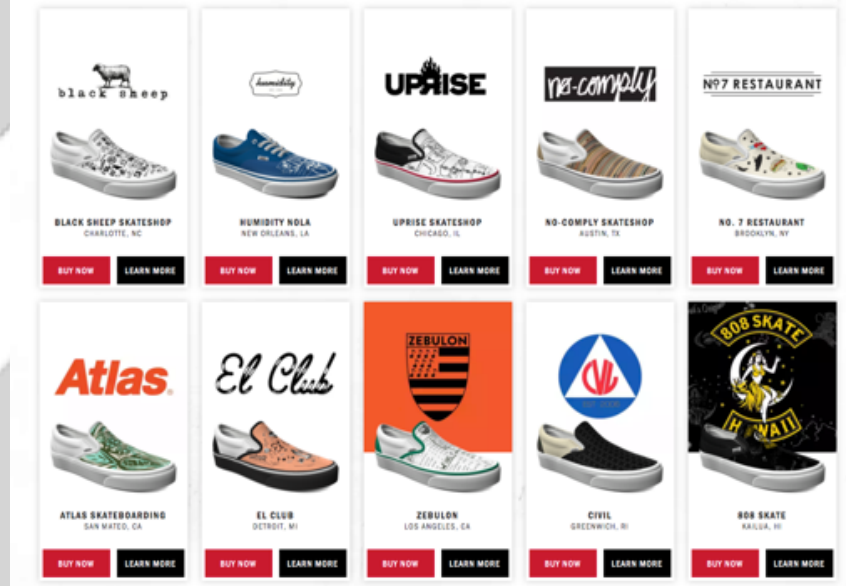 black sheep
BLACK SHEEP SKATESHOP
CHARLOTTE, NC
BUY NOW
LEARN MORE
humidity
HUMIDITY NOLA
NEW ORLEANS, LA
BUY NOW
LEARN MORE
UPRISE
UPRISE SKATESHOP
CHICAGO, IL
BUY NOW
LEARN MORE
no-comply
NO-COMPLY SKATESHOP
AUSTIN, TX
BUY NOW
LEARN MORE
Nº7 RESTAURANT
NO. 7 RESTAURANT
BROOKLYN, NY
BUY NOW
LEARN MORE
Atlas
ATLAS SKATEBOARDING
SAN MATEO, CA
BUY NOW
LEARN MORE
El Club
EL CLUB
DETROIT, MI
BUY NOW
LEARN MORE
ZEBULON
ZEBULON
LOS ANGELES, CA
BUY NOW
LEARN MORE
CVL
CIVIL
GREENWICH, RI
BUY NOW
LEARN MORE
808 SKATE
HAWAII
808 SKATE
KAILUA, HI
BUY NOW
LEARN MORE